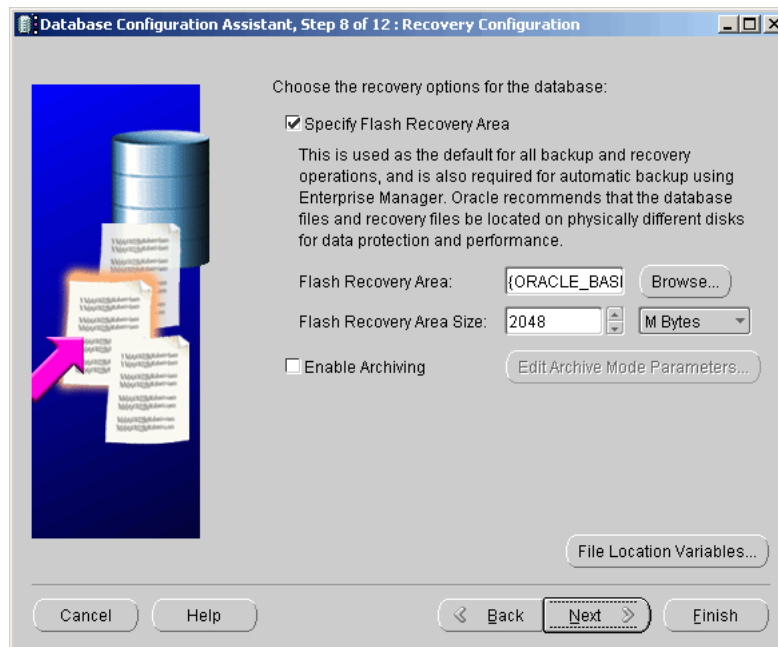 Database Configuration Assistant, Step 8 of 12 : Recovery Configuration
Choose the recovery options for the database:
Specify Flash Recovery Area
This is used as the default for all backup and recovery
operations, and is also required for automatic backup using
Enterprise Manager. Oracle recommends that the database
files and recovery files be located on physically different disks
for data protection and performance.
Flash Recovery Area: {ORACLE_BAS Browse...
Flash Recovery Area Size: 2048 M Bytes
Enable Archiving Edit Archive Mode Parameters...
File Location Variables...
Cancel Help Back Next Finish